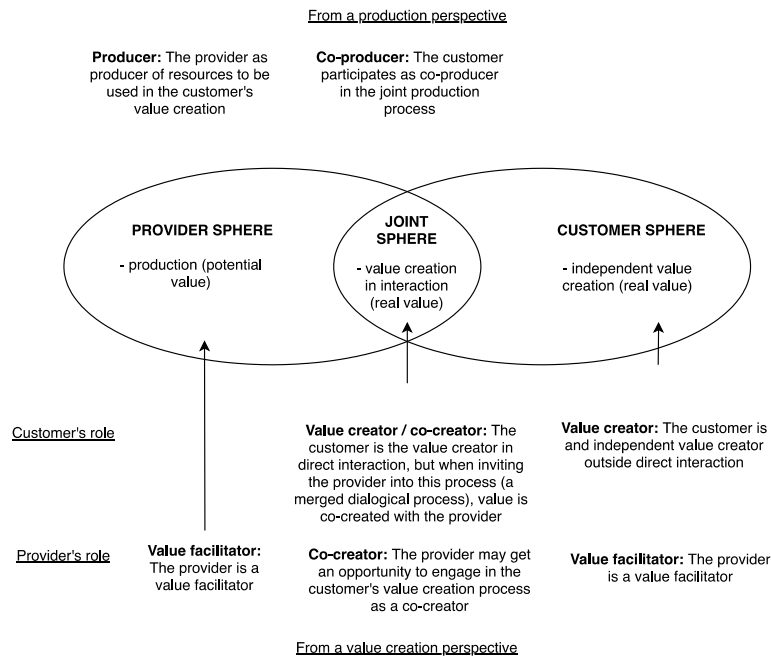 From a production perspective
Producer: The provider as
producer of resources to be
used in the customer's
value creation
Co-producer: The customer
participates as co-producer
in the joint production
process
PROVIDER SPHERE
- production (potential
value)
JOINT
SPHERE
- value creation
in interaction
(real value)
CUSTOMER SPHERE
- independent value
creation (real value)
Customer's role
Value creator / co-creator: The
customer is the value creator in
direct interaction, but when inviting
the provider into this process (a
merged dialogical process), value is
co-created with the provider
Value creator: The customer is
and independent value creator
outside direct interaction
Provider's role
Value facilitator:
The provider is a
value facilitator
Co-creator: The provider may get
an opportunity to engage in the
customer's value creation process
as a co-creator
Value facilitator: The provider
is a value facilitator
From a value creation perspective